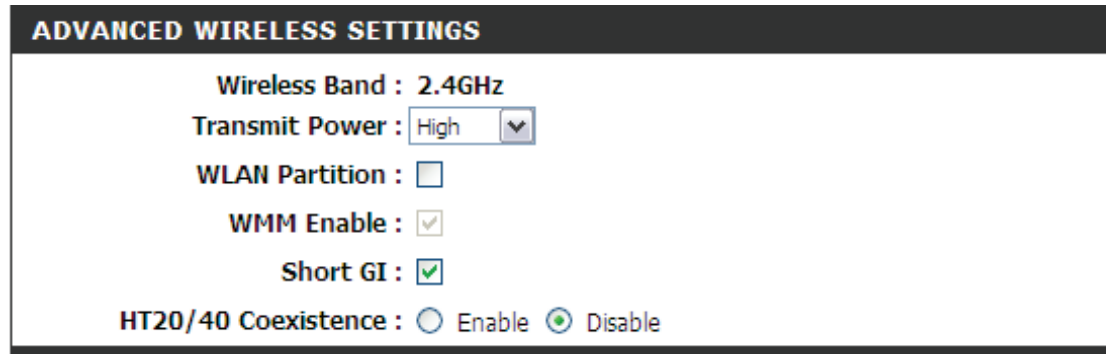 ADVANCED WIRELESS SETTINGS
Wireless Band : 2.4GHz
Transmit Power : High
WLAN Partition :
WMM Enable :
Short GI :
HT20/40 Coexistence : Enable Disable